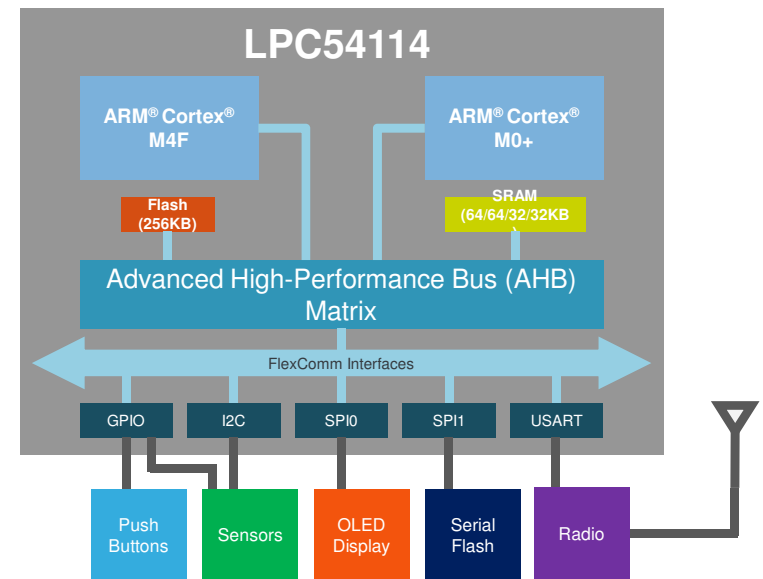 LPC54114
ARM® Cortex®
M4F
ARM® Cortex®
M0+
Flash
(256KB)
SRAM
(64/64/32/32KB
)
Advanced High-Performance Bus (AHB)
Matrix
FlexComm Interfaces
GPIO
I2C
SPI0
SPI1
USART
Push
Buttons
Sensors
OLED
Display
Serial
Flash
Radio